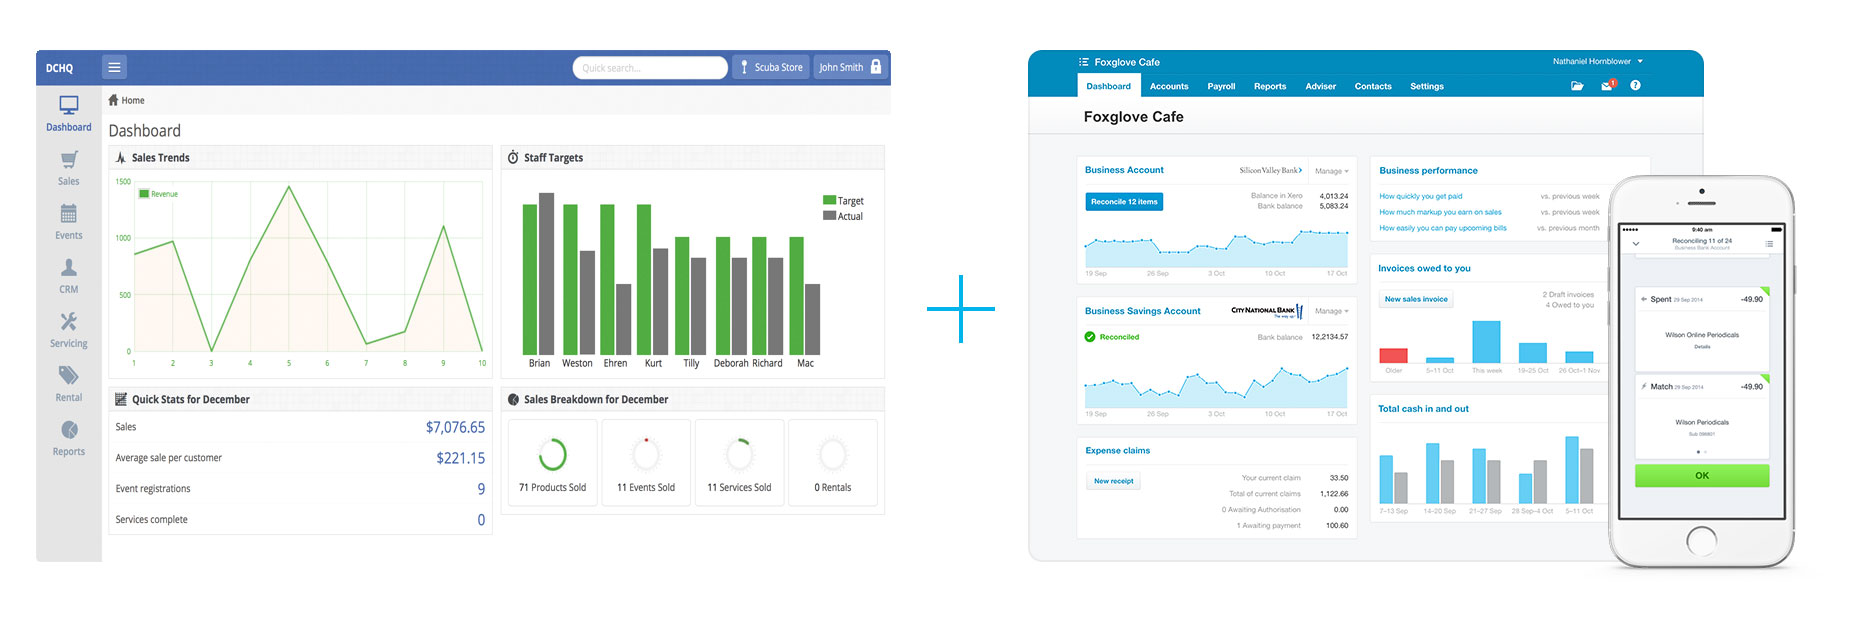 DCHQ
Quick search...
Scuba Store
John Smith
Home
Dashboard
Sales
Events
CRM
Servicing
Rental
Reports
Dashboard
Sales Trends
1500
1000
500
0
Revenue
1 2 3 4 5 6 7 8 9 10
Staff Targets
Target
Actual
Brian Weston Ehren Kurt Tilly Deborah Richard Mac
Quick Stats for December
Sales $7,076.65
Average sale per customer $221.15
Event registrations 9
Services complete 0
Sales Breakdown for December
71 Products Sold
11 Events Sold
11 Services Sold
0 Rentals
Foxglove Cafe
Nathaniel Hornblower
Dashboard Accounts Payroll Reports Adviser Contacts Settings
1
?
Foxglove Cafe
Business Account
Silicon Valley Bank
Manage
Reconcile 12 items
Balance in Xero 4,013.24
Bank balance 5,083.24
19 Sep 26 Sep 3 Oct 10 Oct 17 Oct
Business Savings Account
CITY NATIONAL BANK
The way up.
Manage
Reconciled
Bank balance 12,2134.57
19 Sep 26 Sep 3 Oct 10 Oct 17 Oct
Expense claims
New receipt
Your current claim 33.50
Total of current claims 1,122.66
0 Awaiting Authorisation 0.00
1 Awaiting payment 100.60
Business performance
How quickly you get paid vs. previous week
How much markup you earn on sales vs. previous week
How easily you can pay upcoming bills vs. previous month
Invoices owed to you
New sales invoice
2 Draft invoices
4 Owed to you
Older 5–11 Oct This week 19–25 Oct 26 Oct–1 Nov
Total cash in and out
7–13 Sep 14–20 Sep 21–27 Sep 28 Sep–4 Oct 5–11 Oct
9:40 am
Reconciling 11 of 24
Business Bank Account
Spent 29 Sep 2014 -49.90
Wilson Online Periodicals
Details
Match 29 Sep 2014 -49.90
Wilson Periodicals
Sub 098801
OK